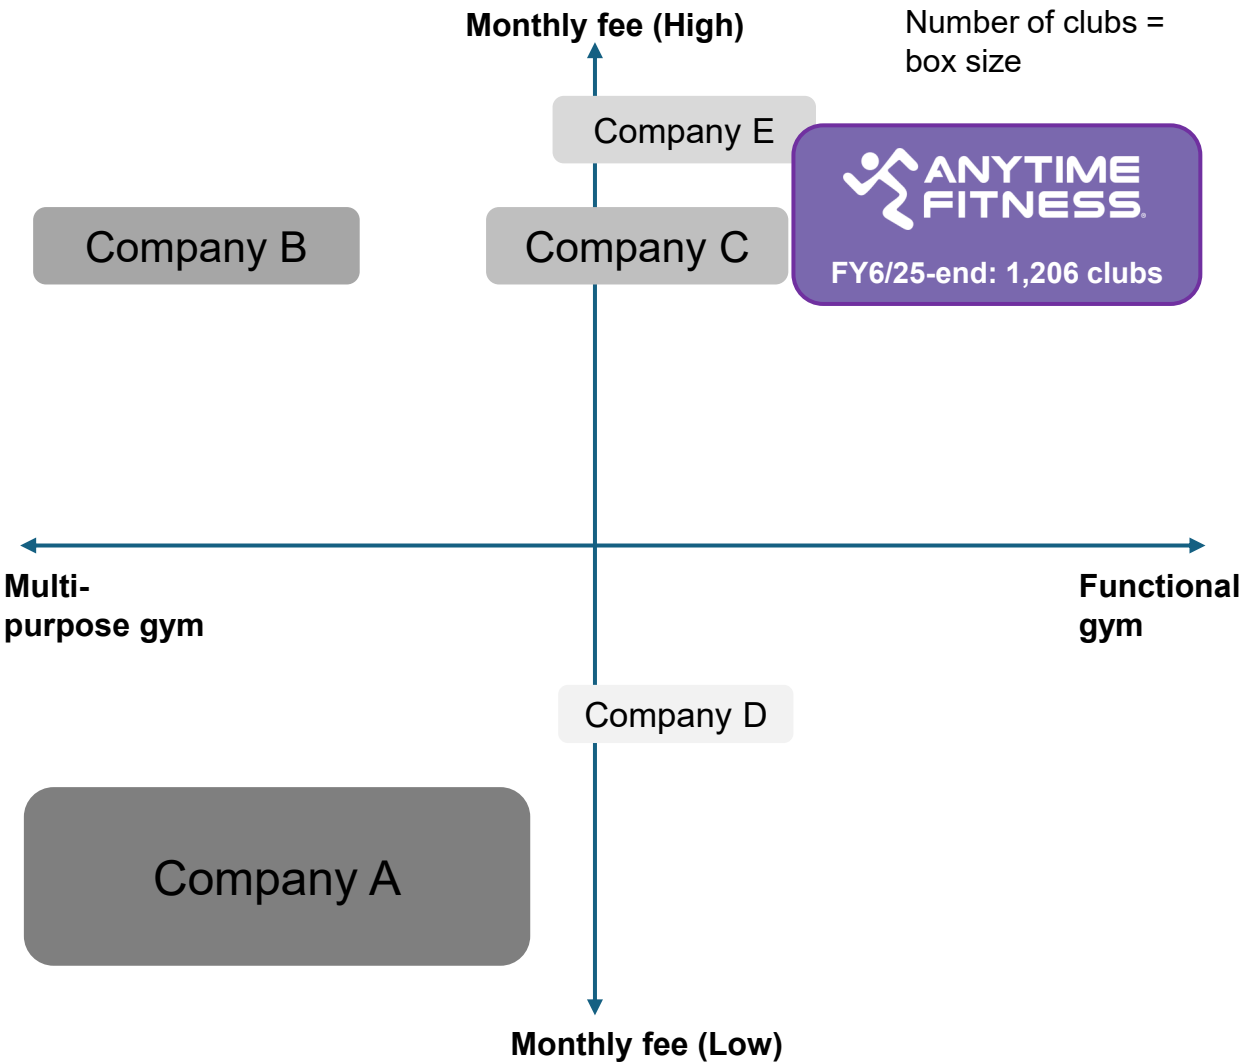 Monthly fee (High)
Number of clubs =
box size
Company E
ANYTIME
FITNESS®
Company B
Company C
FY6/25-end: 1,206 clubs
Multi-
purpose gym
Functional
gym
Company D
Company A
Monthly fee (Low)